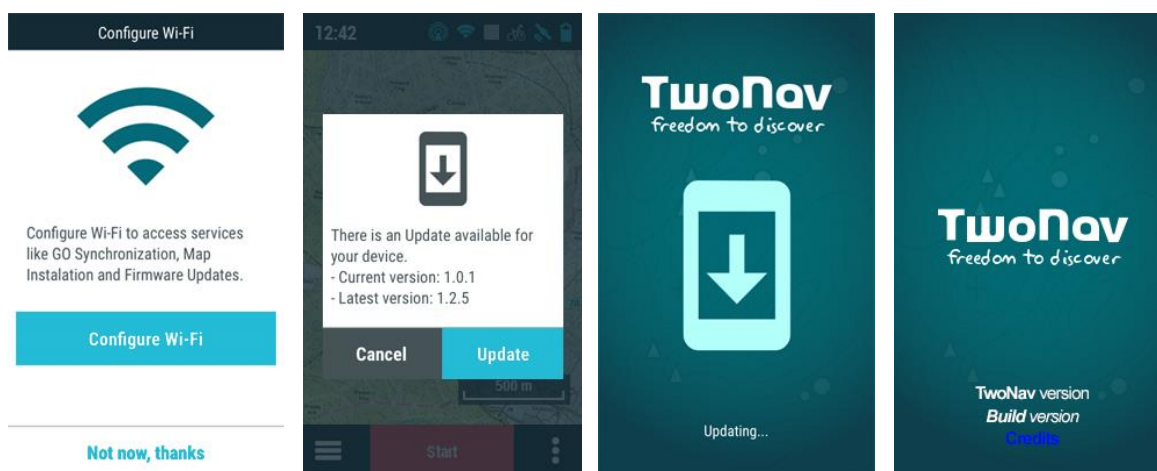 Configure Wi-Fi
Configure Wi-Fi to access services
like GO Synchronization, Map
Instalation and Firmware Updates.
Configure Wi-Fi
Not now, thanks
12:42
There is an Update available for
your device.
- Current version: 1.0.1
- Latest version: 1.2.5
Cancel
Update
500 m
Start
TwoNav
freedom to discover
Updating...
TwoNav
freedom to discover
TwoNav version
Build version
Credits